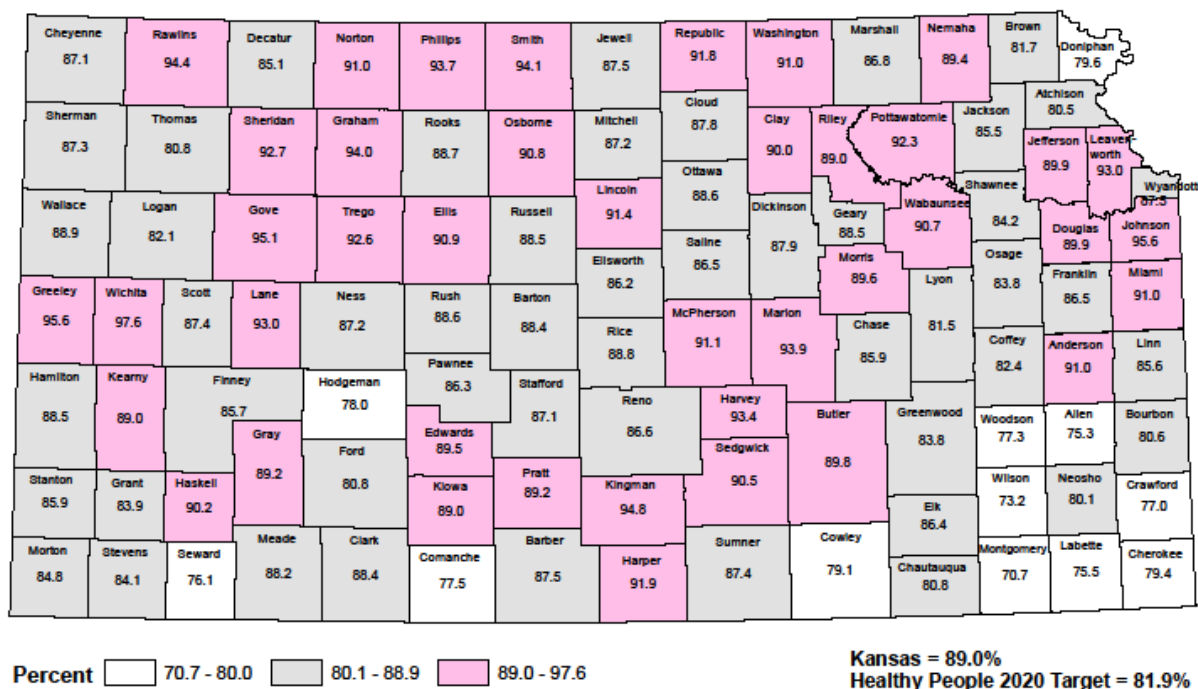 Cheyenne
87.1
Rawlins
94.4
Decatur
85.1
Norton
91.0
Phillips
93.7
Smith
94.1
Jewell
87.5
Republic
91.8
Washington
91.0
Marshall
86.8
Nemaha
89.4
Brown
81.7
Doniphan
79.6
Sherman
87.3
Thomas
80.8
Sheridan
92.7
Graham
94.0
Rooks
88.7
Osborne
90.8
Mitchell
87.2
Cloud
87.8
Clay
90.0
Riley
89.0
Pottawatomie
92.3
Jackson
85.5
Atchison
80.5
Jefferson
89.9
Leaven
worth
93.0
Wyandott
87.5
Wallace
88.9
Logan
82.1
Gove
95.1
Trego
92.6
Ellis
90.9
Russell
88.5
Lincoln
91.4
Ottawa
88.6
Saline
86.5
Dickinson
87.9
Geary
88.5
Wabaunsee
90.7
Shawnee
84.2
Douglas
89.9
Johnson
95.6
Greeley
95.6
Wichita
97.6
Scott
87.4
Lane
93.0
Ness
87.2
Rush
88.6
Barton
88.4
Ellsworth
86.2
Rice
88.8
McPherson
91.1
Marion
93.9
Morris
89.6
Chase
85.9
Lyon
81.5
Osage
83.8
Franklin
86.5
Miami
91.0
Coffey
82.4
Anderson
91.0
Linn
85.6
Hamilton
88.5
Kearny
89.0
Finney
85.7
Hodgeman
78.0
Pawnee
86.3
Stafford
87.1
Reno
86.6
Harvey
93.4
Butler
89.8
Greenwood
83.8
Woodson
77.3
Allen
75.3
Bourbon
80.6
Gray
89.2
Ford
80.8
Edwards
89.5
Sedgwick
90.5
Stanton
85.9
Grant
83.9
Haskell
90.2
Kiowa
89.0
Pratt
89.2
Kingman
94.8
Elk
86.4
Wilson
73.2
Neosho
80.1
Crawford
77.0
Morton
84.8
Stevens
84.1
Seward
76.1
Meade
88.2
Clark
88.4
Comanche
77.5
Barber
87.5
Harper
91.9
Sumner
87.4
Cowley
79.1
Chautauqua
80.8
Montgomery
70.7
Labette
75.5
Cherokee
79.4
Percent 70.7 - 80.0 80.1 - 88.9 89.0 - 97.6
Kansas = 89.0%
Healthy People 2020 Target = 81.9%